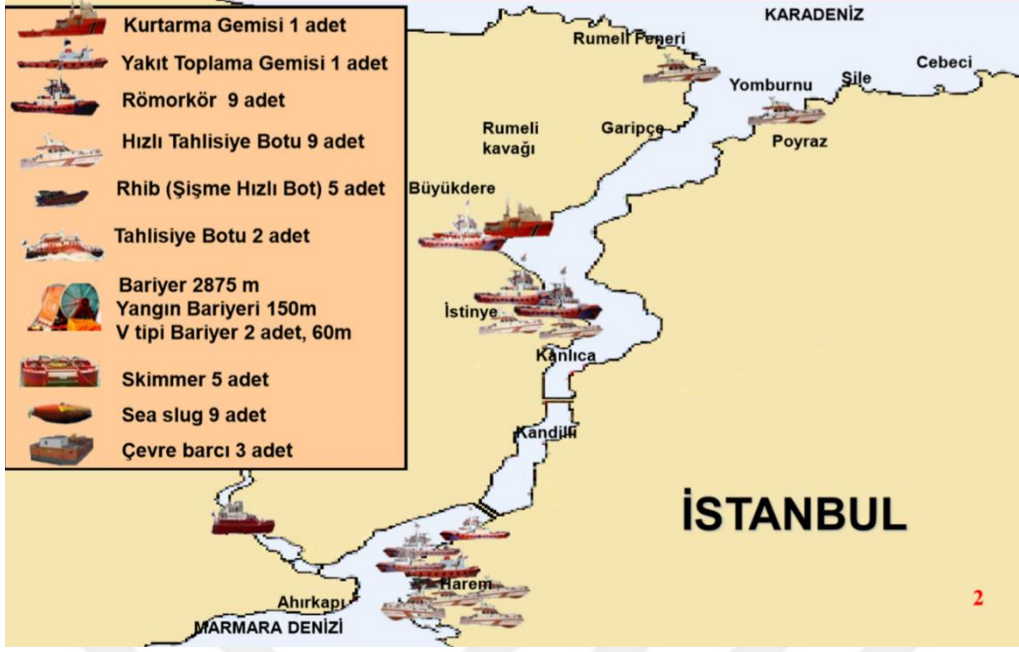 Kurtarma Gemisi 1 adet
Yakıt Toplama Gemisi 1 adet
Römorkör 9 adet
Hızlı Tahlisiye Botu 9 adet
Rhib (Şişme Hızlı Bot) 5 adet
Tahlisiye Botu 2 adet
Bariyer 2875 m
Yangın Bariyeri 150m
V tipi Bariyer 2 adet, 60m
Skimmer 5 adet
Sea slug 9 adet
Çevre barcı 3 adet
KARADENİZ
Rumeli Feneri
Cebeci
Şile
Yomburnu
Rumeli
kavağı
Garipçe
Poyraz
Büyükdere
İstinye
Kanlıca
Kandilli
İSTANBUL
Harem
Ahırkapı
MARMARA DENİZİ
2